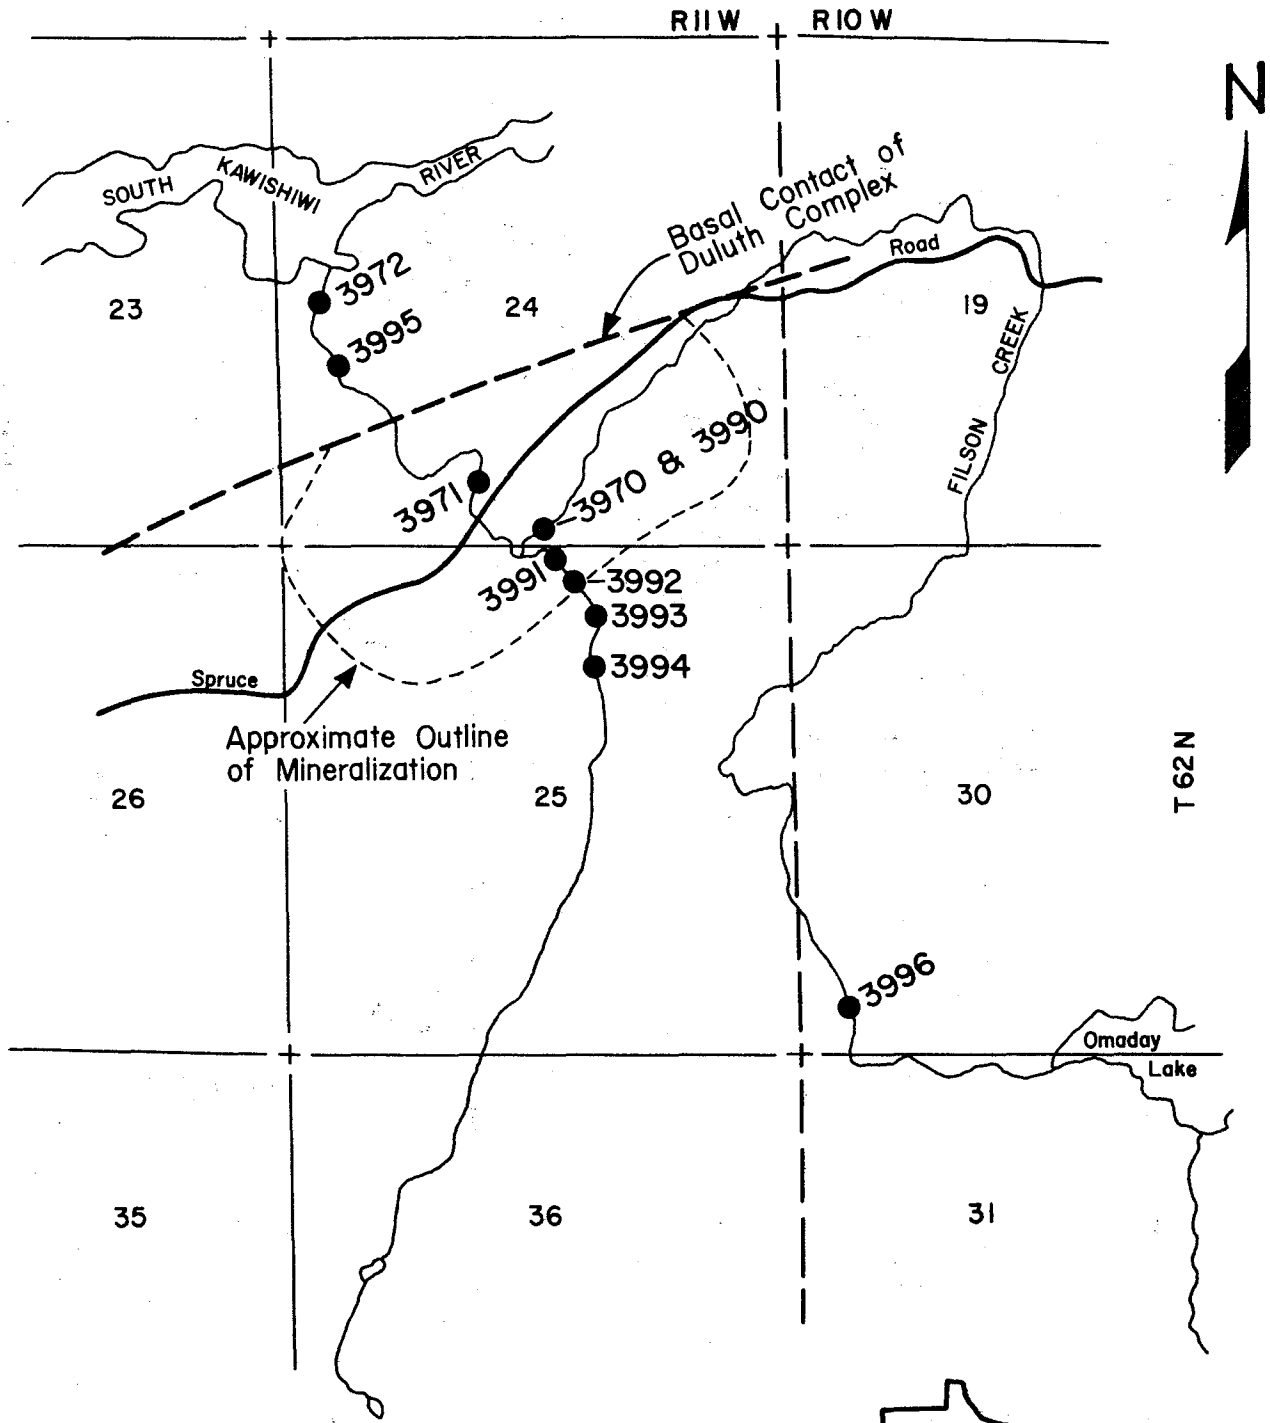 R11W R10W
N
SOUTH KAWISHIWI RIVER
Basal Contact of
Duluth Complex
Road
3972
23
24
19
3995
FILSON CREEK
3970 & 3990
3971
3991
3992
3993
3994
Spruce
Approximate Outline
of Mineralization
T62N
26
25
30
3996
Omaday
Lake
35
36
31